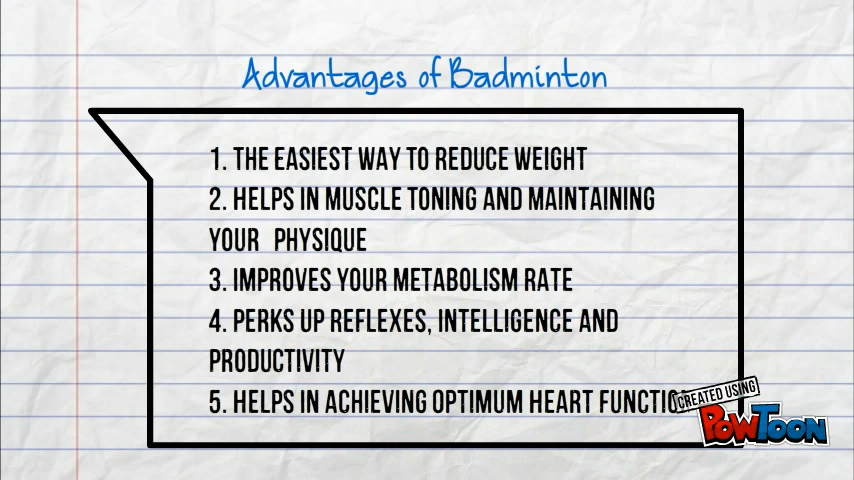 Advantages of Badminton
1. THE EASIEST WAY TO REDUCE WEIGHT
2. HELPS IN MUSCLE TONING AND MAINTAINING
YOUR PHYSIQUE
3. IMPROVES YOUR METABOLISM RATE
4. PERKS UP REFLEXES, INTELLIGENCE AND
PRODUCTIVITY
5. HELPS IN ACHIEVING OPTIMUM HEART
CREATED USING
POWTOON